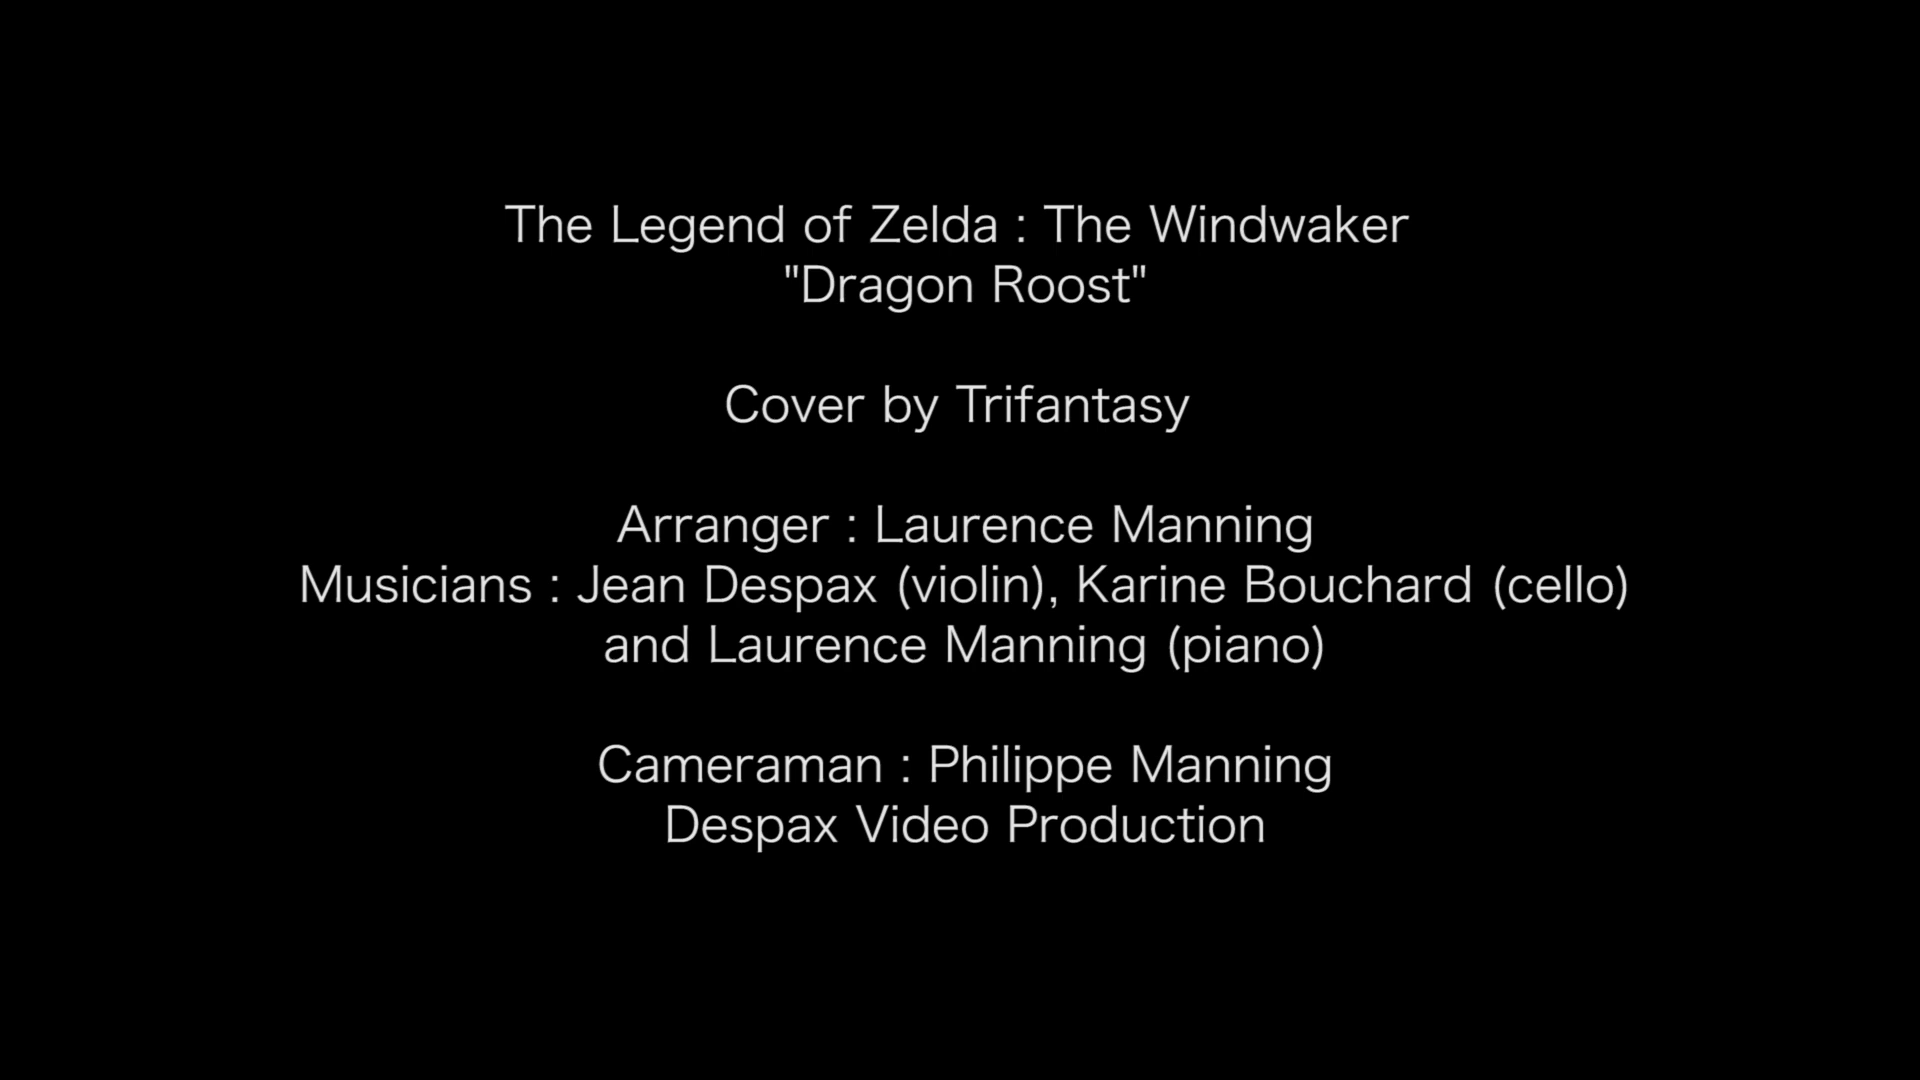 The Legend of Zelda : The Windwaker
"Dragon Roost"
Cover by Trifantasy
Arranger : Laurence Manning
Musicians : Jean Despax (violin), Karine Bouchard (cello)
and Laurence Manning (piano)
Cameraman : Philippe Manning
Despax Video Production